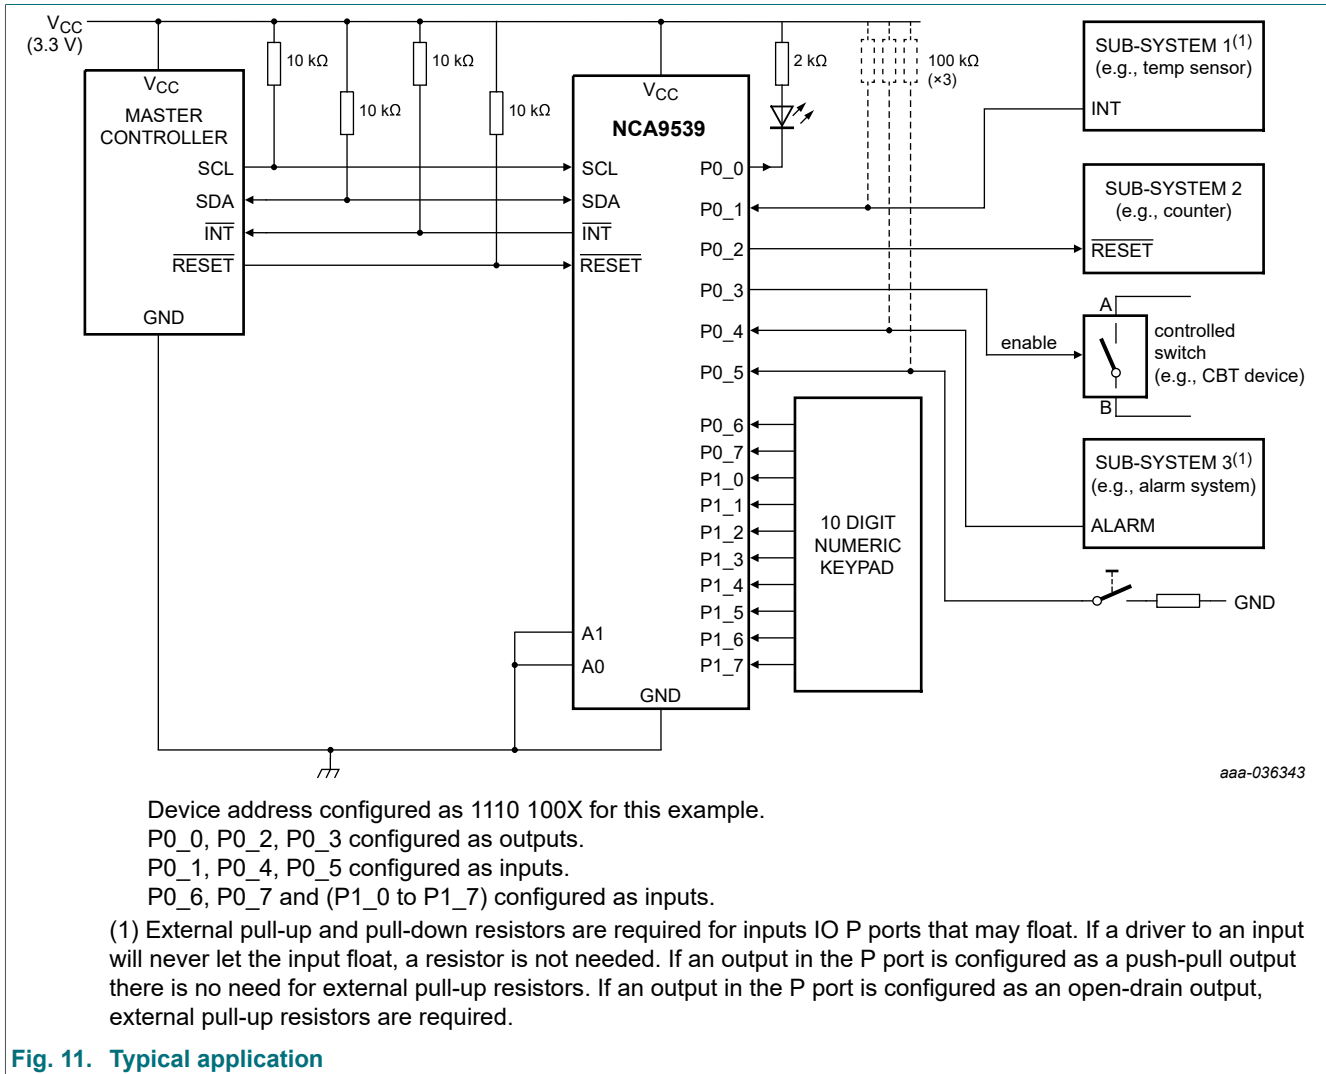 VCC
(3.3 V)
10 kΩ
10 kΩ
10 kΩ
10 kΩ
2 kΩ
100 kΩ
(×3)
VCC
MASTER
CONTROLLER
SCL
SDA
INT
RESET
GND
VCC
NCA9539
SCL
SDA
INT
RESET
A1
A0
GND
P0_0
P0_1
P0_2
P0_3
P0_4
P0_5
P0_6
P0_7
P1_0
P1_1
P1_2
P1_3
P1_4
P1_5
P1_6
P1_7
10 DIGIT
NUMERIC
KEYPAD
SUB-SYSTEM 1(1)
(e.g., temp sensor)
INT
SUB-SYSTEM 2
(e.g., counter)
RESET
A
enable
controlled
switch
(e.g., CBT device)
B
SUB-SYSTEM 3(1)
(e.g., alarm system)
ALARM
GND
aaa-036343
Device address configured as 1110 100X for this example.
P0_0, P0_2, P0_3 configured as outputs.
P0_1, P0_4, P0_5 configured as inputs.
P0_6, P0_7 and (P1_0 to P1_7) configured as inputs.
(1) External pull-up and pull-down resistors are required for inputs IO P ports that may float. If a driver to an input
will never let the input float, a resistor is not needed. If an output in the P port is configured as a push-pull output
there is no need for external pull-up resistors. If an output in the P port is configured as an open-drain output,
external pull-up resistors are required.
Fig. 11. Typical application